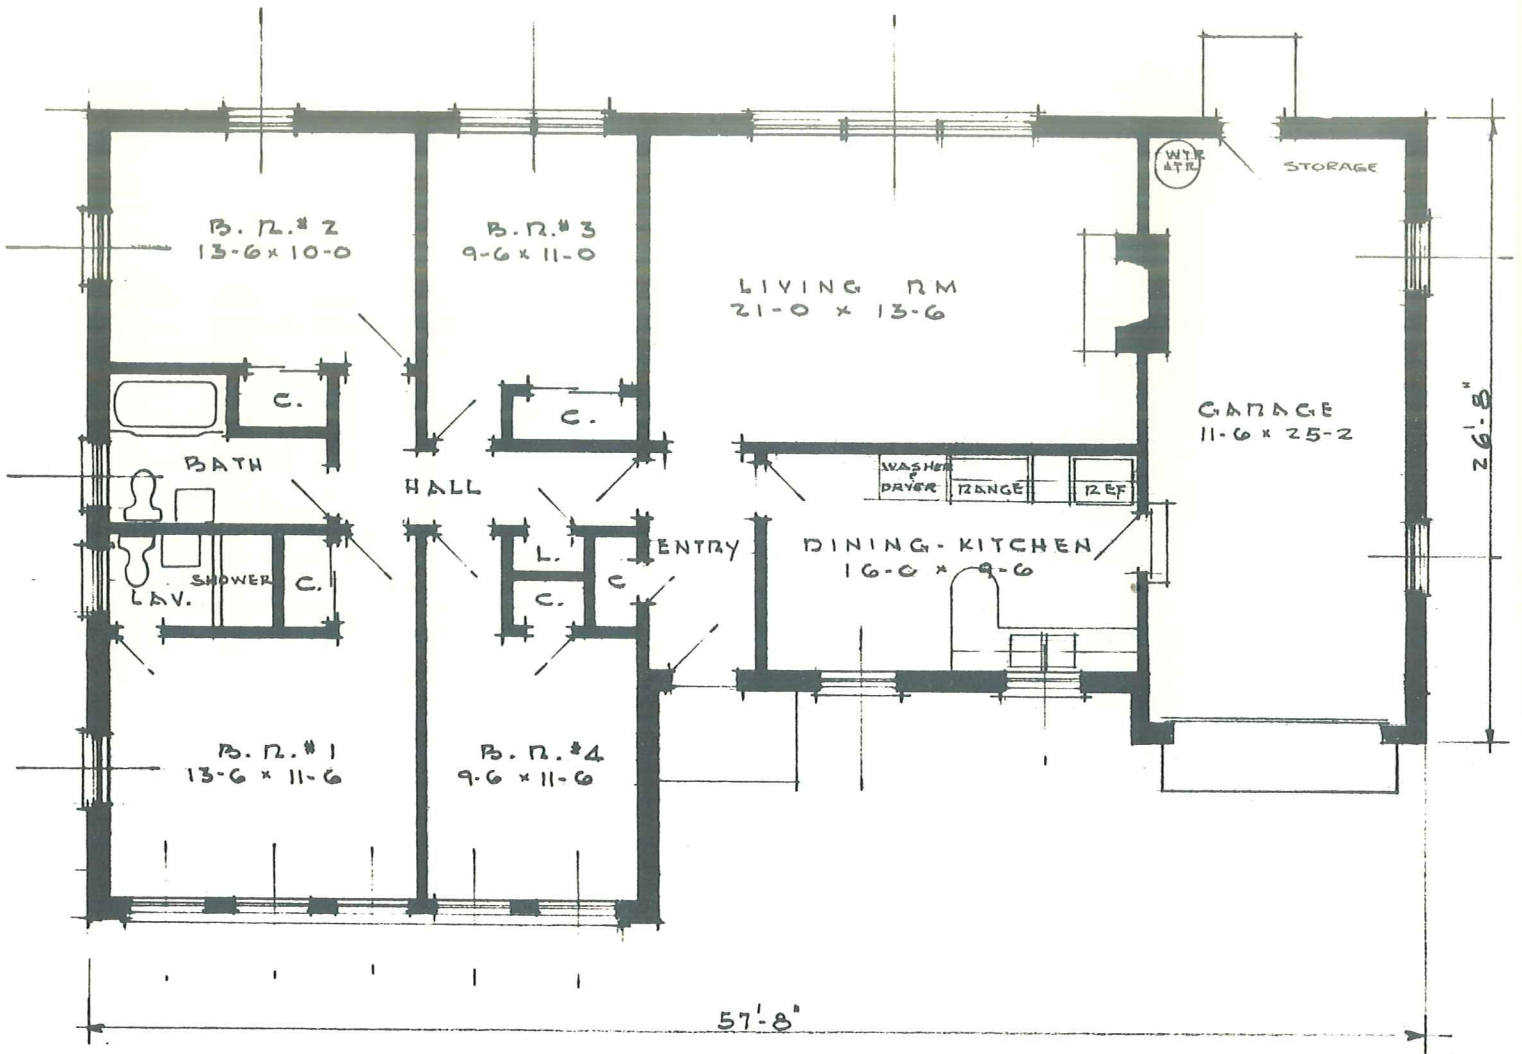 WTR
HTR
STORAGE
B. R. #2
13-6 x 10-0
B. R. #3
9-6 x 11-0
LIVING RM
21-0 x 13-6
C.
C.
GARAGE
11-6 x 25-2
26'-8"
BATH
HALL
WASHER
&
DRYER
RANGE
REF
ENTRY
DINING-KITCHEN
16-0 x 9-6
L.
C
C.
C.
SHOWER
LAV.
B. R. #1
13-6 x 11-6
B. R. #4
9-6 x 11-6
57'-8"